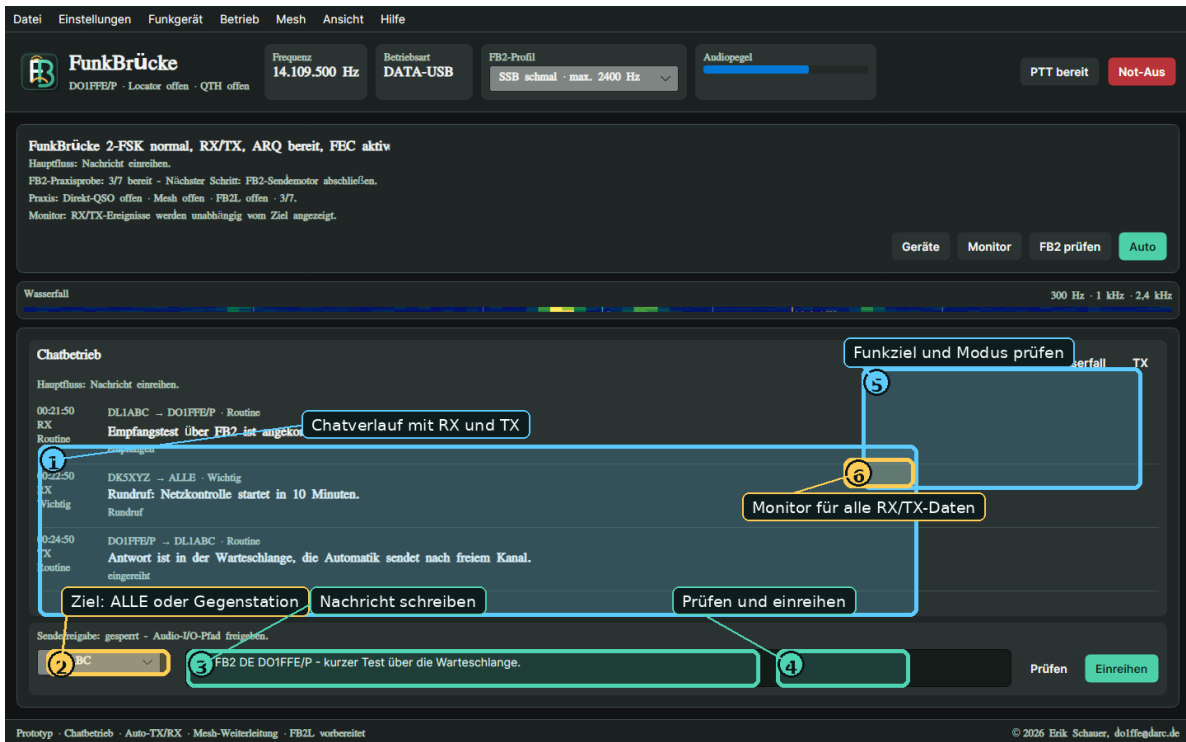 Datei Einstellungen Funkgerät Betrieb Mesh Ansicht Hilfe
FunkBrücke
DO1FFE/P · Locator offen · QTH offen
Frequenz
14.109.500 Hz
Betriebsart
DATA-USB
FB2-Profil
SSB schmal · max. 2400 Hz
Audiopegel
PTT bereit
Not-Aus
FunkBrücke 2-FSK normal, RX/TX, ARQ bereit, FEC aktiv
Hauptfluss: Nachricht einreihen.
FB2-Praxisprobe: 3/7 bereit - Nächster Schritt: FB2-Sendemotor abschließen.
Praxis: Direkt-QSO offen · Mesh offen · FB2L offen · 3/7.
Monitor: RX/TX-Ereignisse werden unabhängig vom Ziel angezeigt.
Geräte Monitor FB2 prüfen Auto
Wasserfall
300 Hz · 1 kHz · 2,4 kHz
Chatbetrieb
Funkziel und Modus prüfen
serfall TX
5
Hauptfluss: Nachricht einreihen.
00:21:50
RX
Routine
DL1ABC → DO1FFE/P · Routine
Empfangstest über FB2 ist angekom
Empfangen
Chatverlauf mit RX und TX
1
00:22:50
RX
Wichtig
DK5XYZ → ALLE · Wichtig
Rundruf: Netzkontrolle startet in 10 Minuten.
Rundruf
6
Monitor für alle RX/TX-Daten
00:24:50
TX
Routine
DO1FFE/P → DL1ABC · Routine
Antwort ist in der Warteschlange, die Automatik sendet nach freiem Kanal.
eingereiht
Ziel: ALLE oder Gegenstation
Nachricht schreiben
Prüfen und einreihen
Sendefreigabe: gesperrt - Audio-I/O-Pfad freigeben.
2 BC
3 FB2 DE DO1FFE/P - kurzer Test über die Warteschlange.
4
Prüfen
Einreihen
Prototyp · Chatbetrieb · Auto-TX/RX · Mesh-Weiterleitung · FB2L vorbereitet
© 2026 Erik Schauer, do1ffe@darc.de